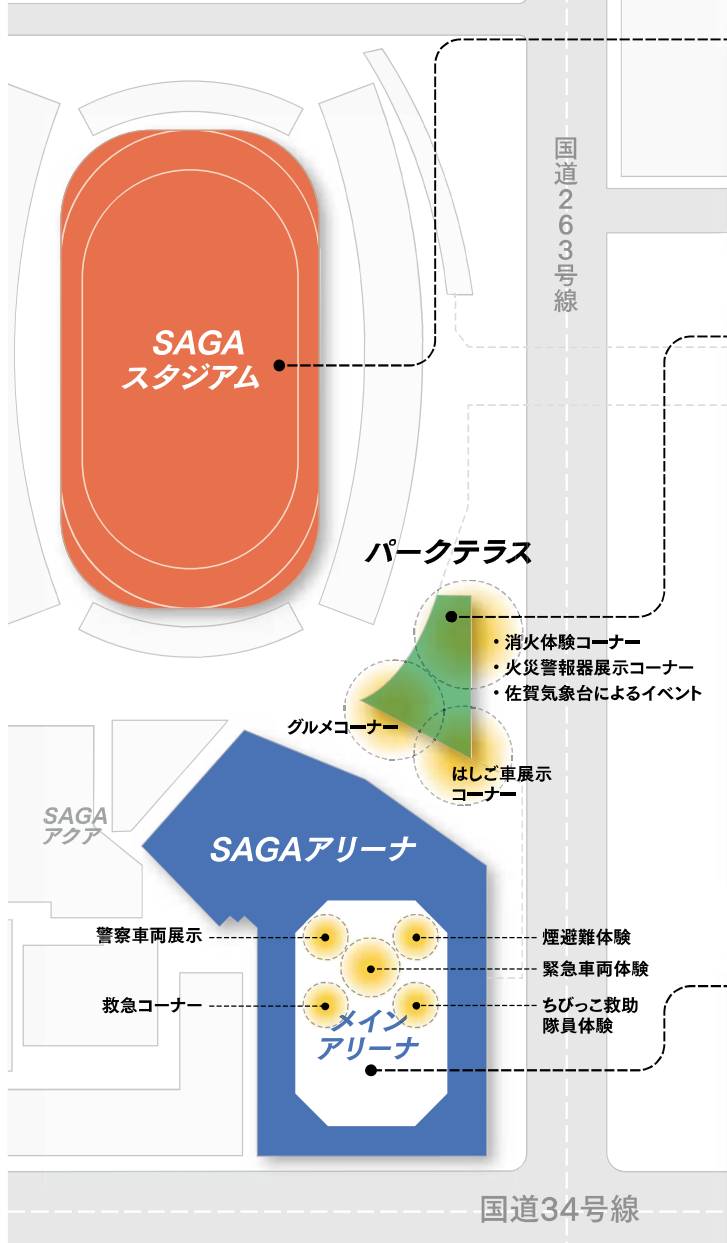 国道263号線
SAGA
スタジアム
パークテラス
・消火体験コーナー
・火災警報器展示コーナー
・佐賀気象台によるイベント
グルメコーナー
はしご車展示
コーナー
SAGA
アクア
SAGAアリーナ
警察車両展示
煙避難体験
緊急車両体験
救急コーナー
ちびっこ救助
隊員体験
メイン
アリーナ
国道34号線